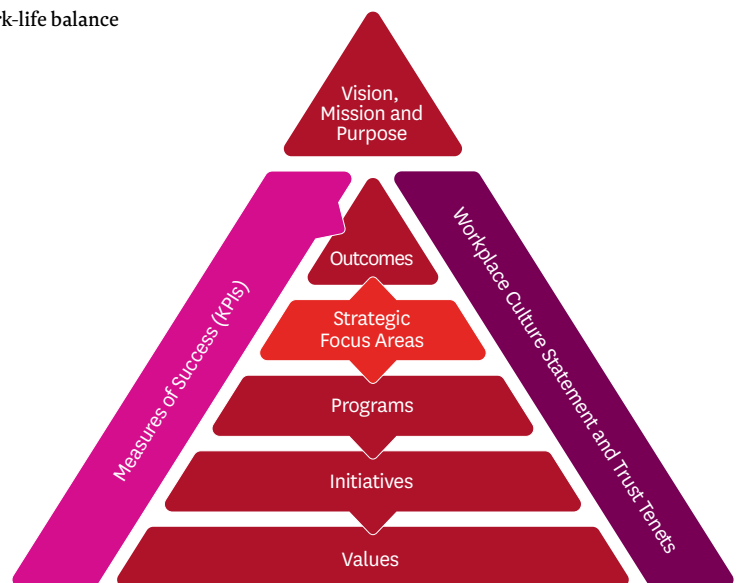 rk-life balance
Vision,
Mission and
Purpose
Measures of Success (KPIs)
Workplace Culture Statement and Trust Tenets
Outcomes
Strategic
Focus Areas
Programs
Initiatives
Values